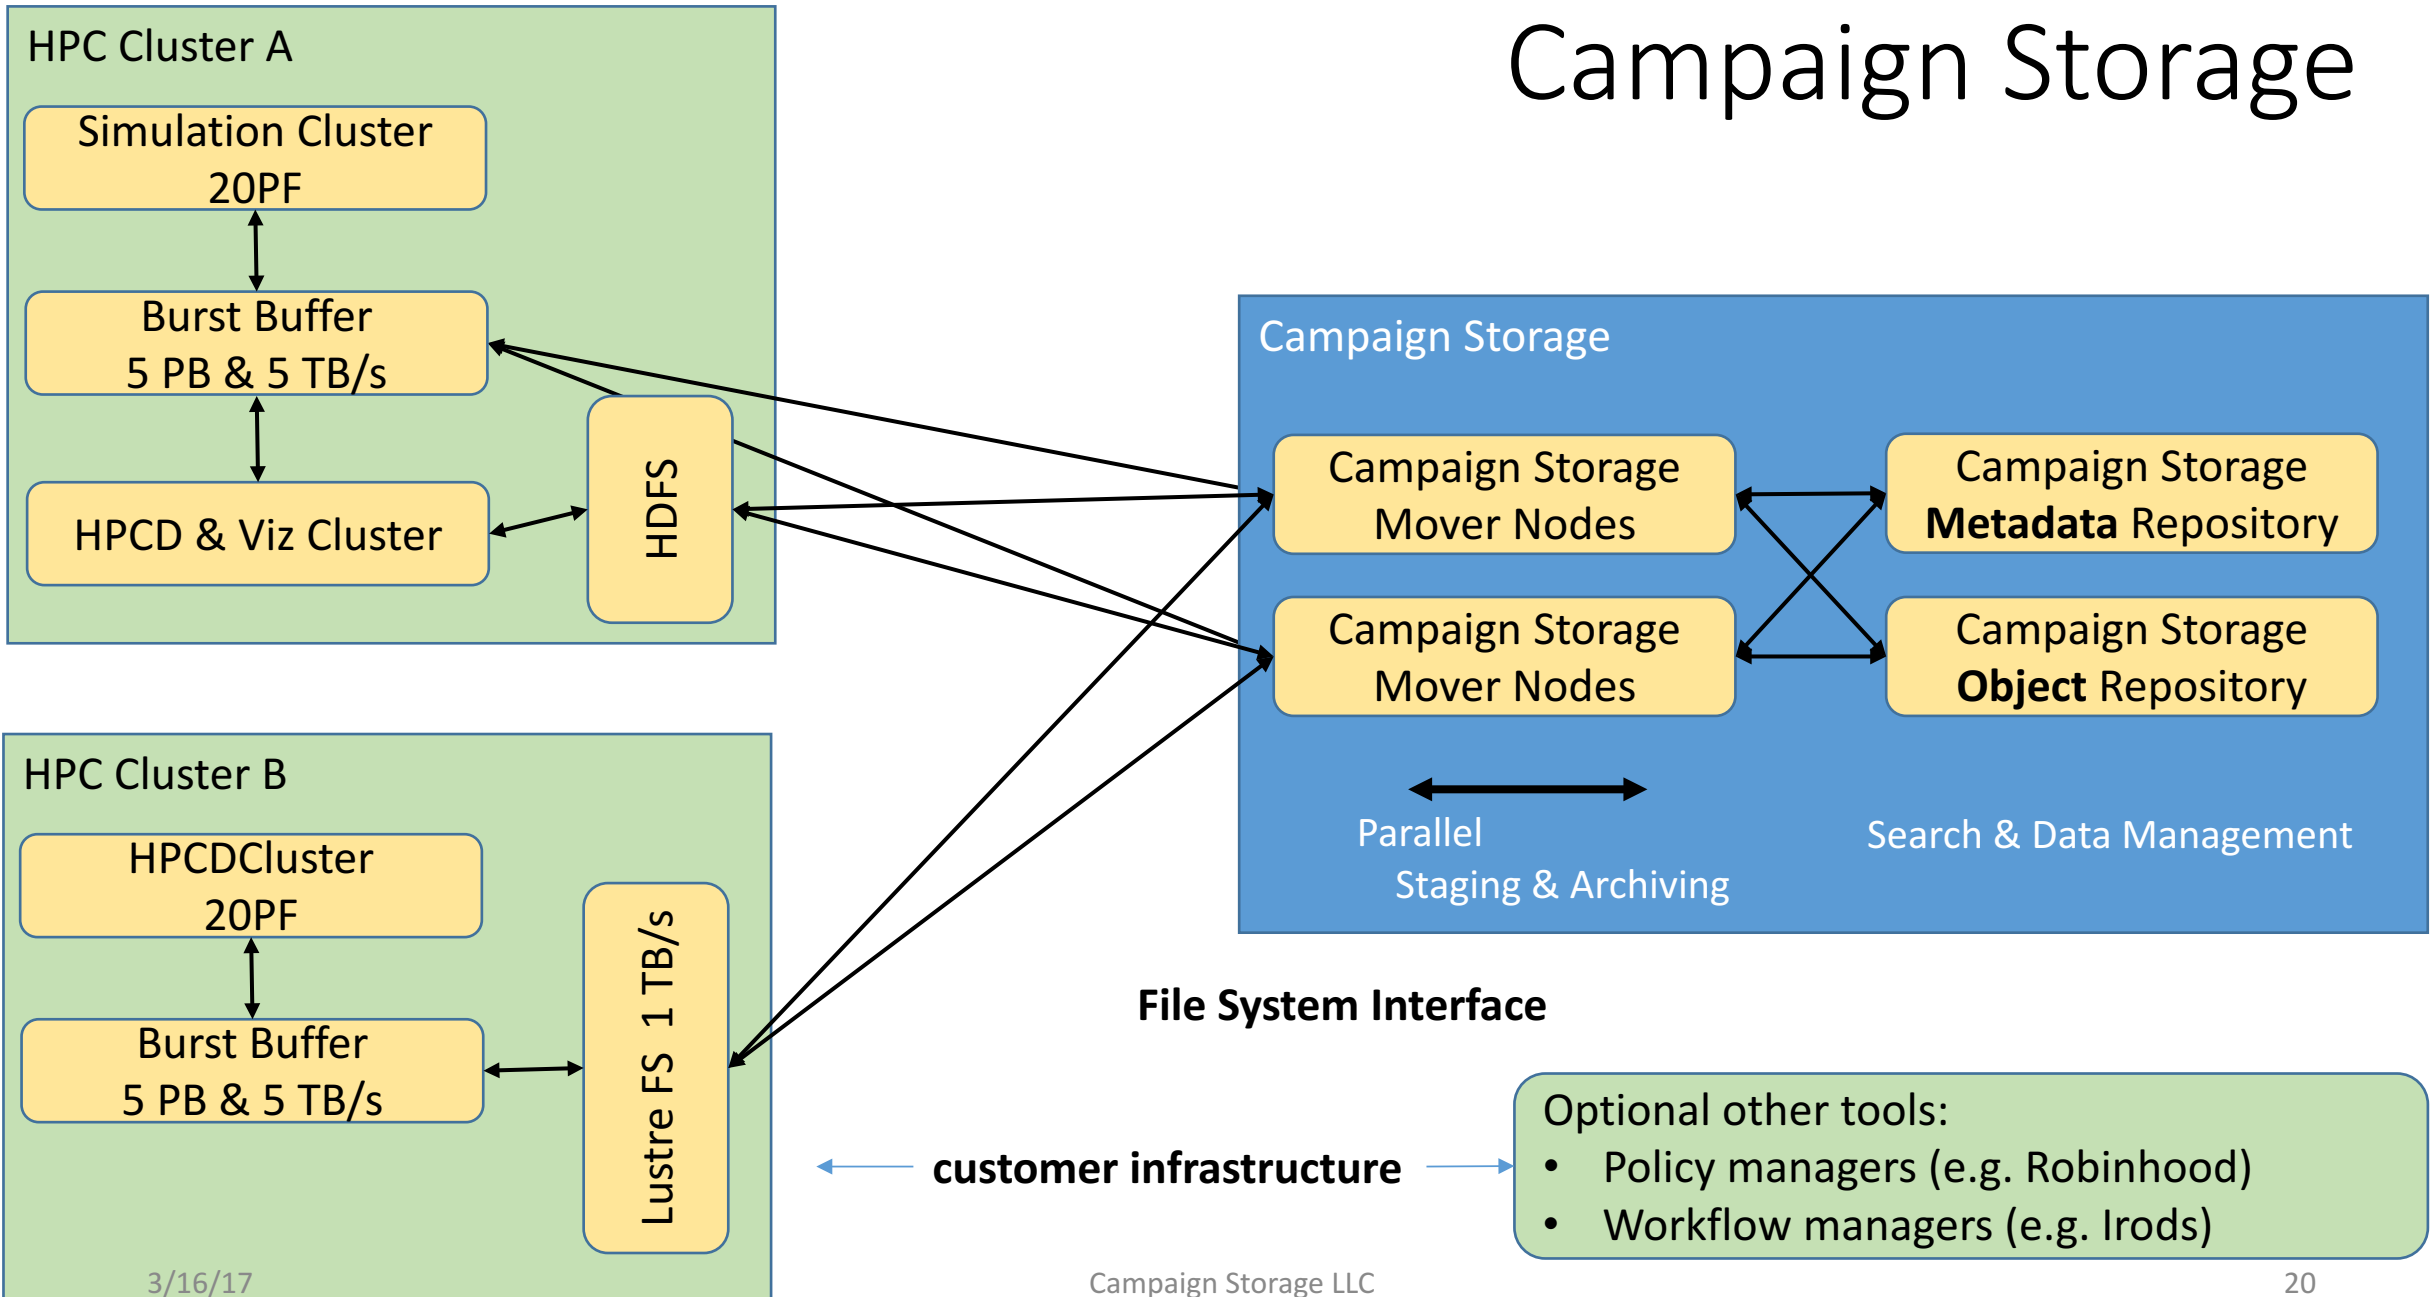 Campaign Storage
HPC Cluster A
Simulation Cluster
20PF
Burst Buffer
5 PB & 5 TB/s
HPCD & Viz Cluster
HDFS
Campaign Storage
Campaign Storage
Mover Nodes
Campaign Storage
Metadata Repository
Campaign Storage
Mover Nodes
Campaign Storage
Object Repository
Parallel
Staging & Archiving
Search & Data Management
HPC Cluster B
HPCDCluster
20PF
Burst Buffer
5 PB & 5 TB/s
Lustre FS 1 TB/s
File System Interface
customer infrastructure
Optional other tools:
• Policy managers (e.g. Robinhood)
• Workflow managers (e.g. Irods)
3/16/17
Campaign Storage LLC
20